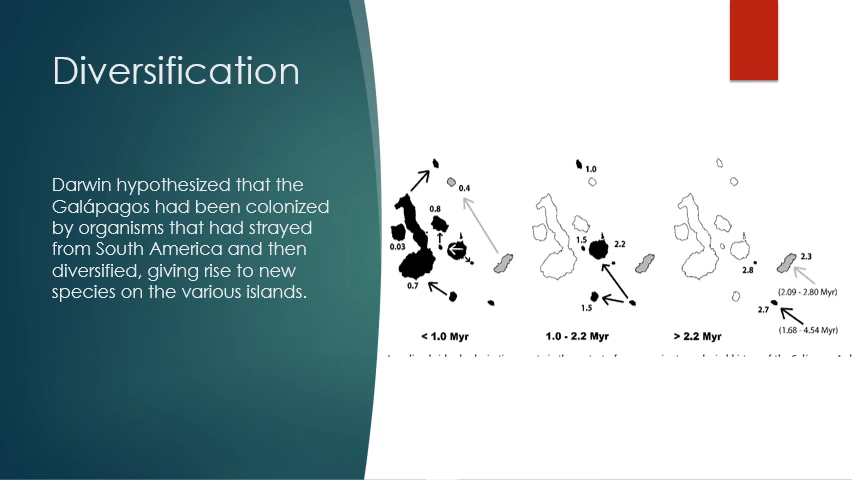 Diversification
Darwin hypothesized that the
Galápagos had been colonized
by organisms that had strayed
from South America and then
diversified, giving rise to new
species on the various islands.
0.4
0.8
0.03
0.7
< 1.0 Myr
1.0
1.5
2.2
1.5
1.0 - 2.2 Myr
2.8
2.3
(2.09 - 2.80 Myr)
2.7
(1.68 - 4.54 Myr)
> 2.2 Myr